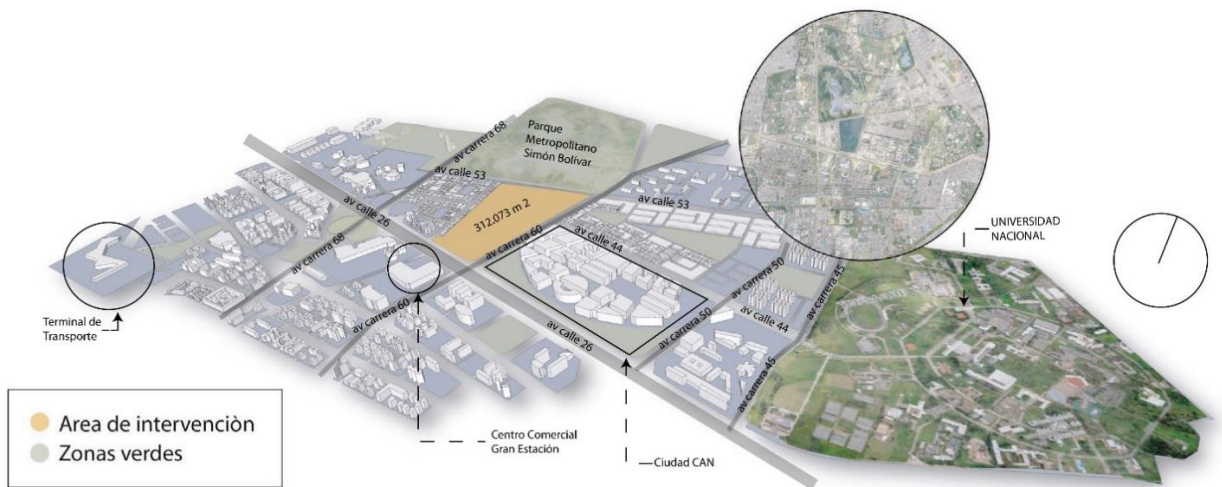 Parque
Metropolitano
Simón Bolívar
av carrera 68
av calle 53
av calle 26
312.073 m 2
av calle 53
av carrera 60
av calle 44
av carrera 68
av carrera 50
av carrera 45
UNIVERSIDAD
NACIONAL
Terminal de
Transporte
av carrera 60
av calle 26
av carrera 50
av calle 44
av carrera 45
Area de intervenciòn
Zonas verdes
Centro Comercial
Gran Estación
Ciudad CAN